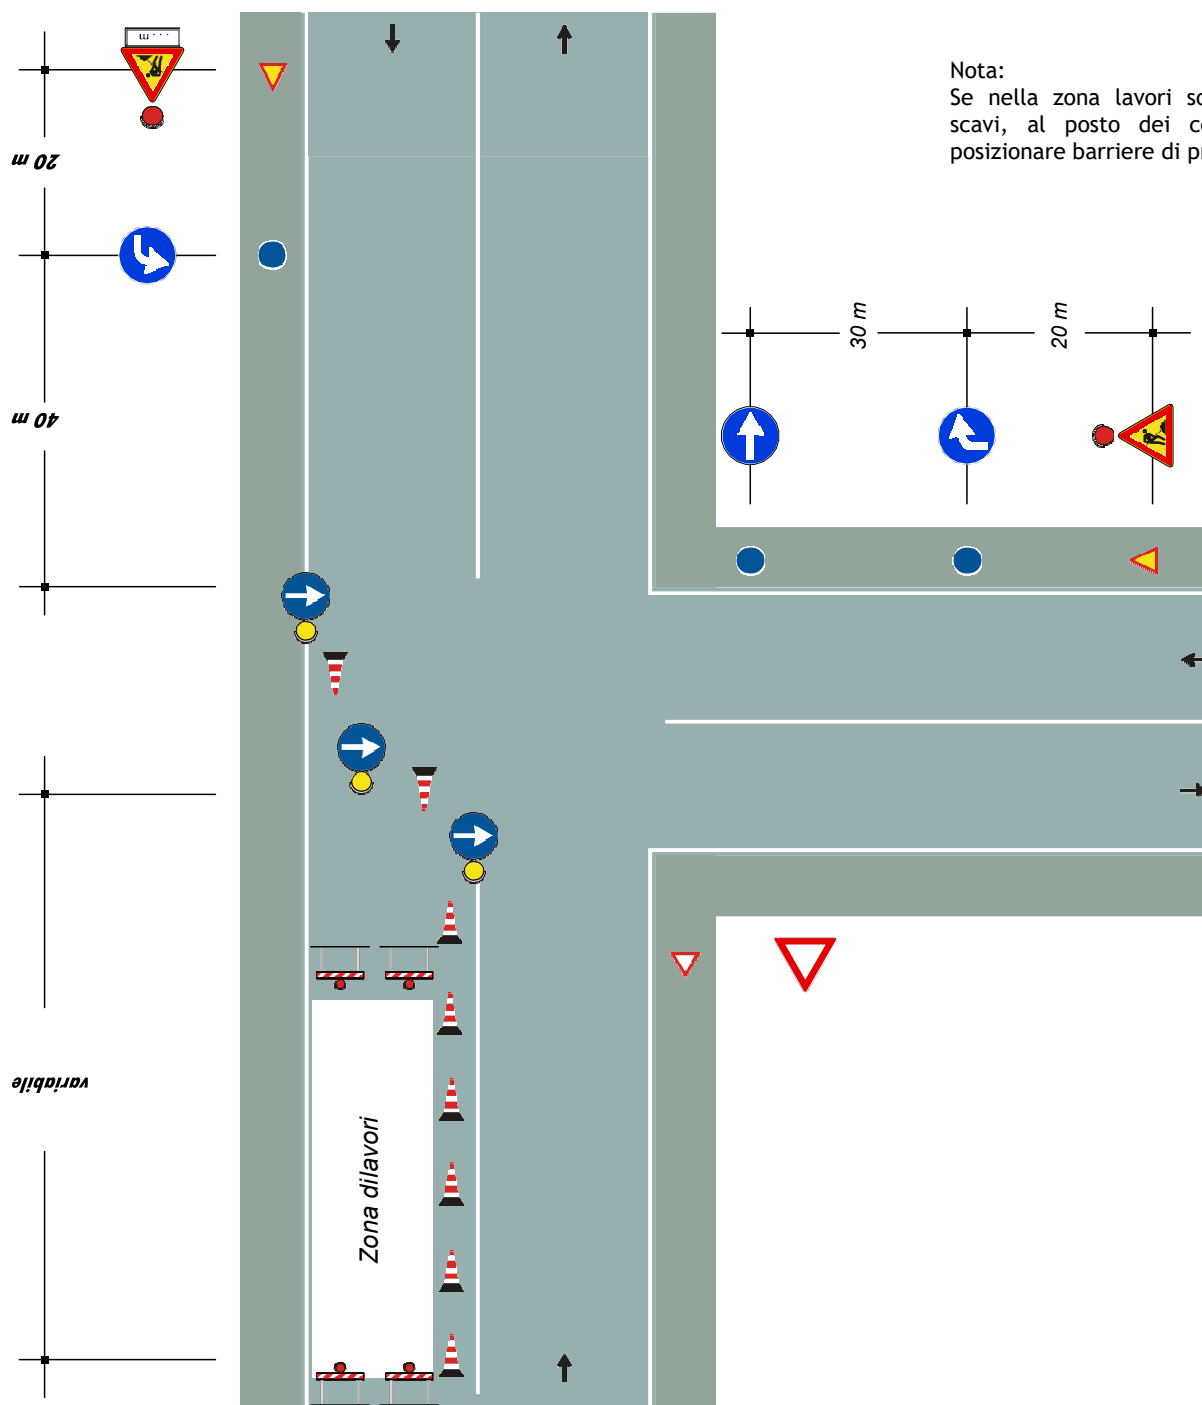 Nota:
Se nella zona lavori
scavi, al posto dei
posizionare barriere di
20 m
40 m
30 m
20 m
variabile
Zona dilavori